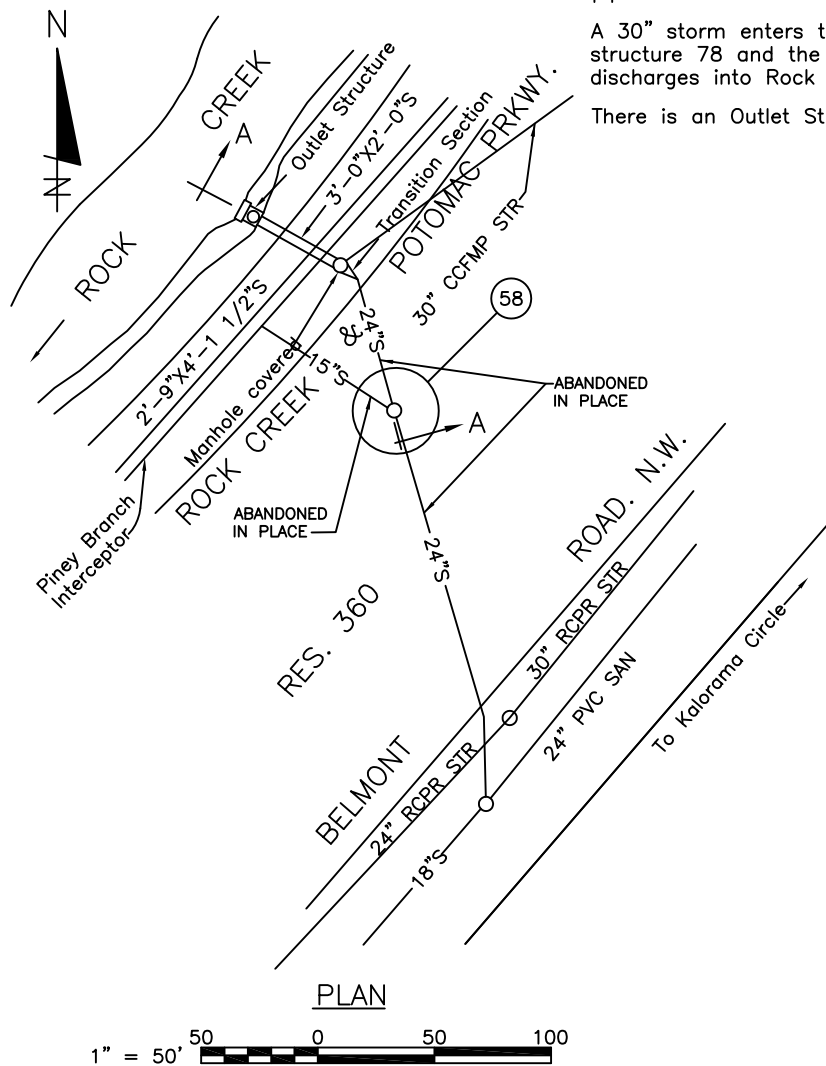 A 30” storm enters t
structure 78 and the
discharges into Rock
There is an Outlet St
N
CREEK
A
Outlet Structure
3'-0"X2'-0"S
Transition Section
POTOMAC PRKWY.
ROCK
30” CCFMP STR
58
2'-9"X4'-1 1/2"S
&
24"S
Manhole covered
15"S
ROCK CREEK
ABANDONED
IN PLACE
A
ABANDONED
IN PLACE
Piney Branch
Interceptor
24"S
ROAD. N.W.
RES. 360
30” RCPR STR
24” PVC SAN
To Kalorama Circle
BELMONT
24” RCPR STR
18"S
PLAN
1” = 50'
50 0 50 100